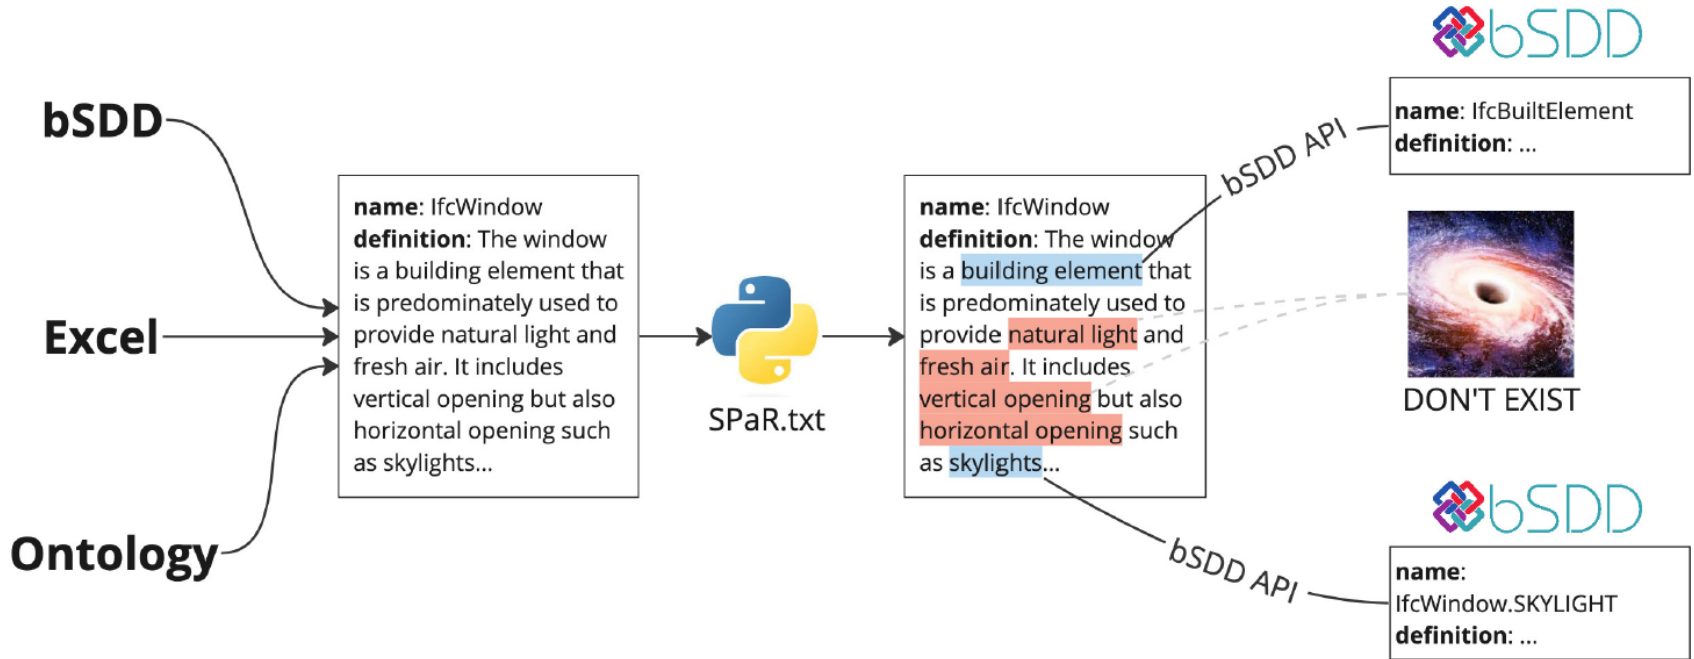 bSDD
Excel
Ontology
name: IfcWindow
definition: The window
is a building element that
is predominately used to
provide natural light and
fresh air. It includes
vertical opening but also
horizontal opening such
as skylights...
SPaR.txt
name: IfcWindow
definition: The window
is a building element that
is predominately used to
provide natural light and
fresh air. It includes
vertical opening but also
horizontal opening such
as skylights...
bSDD API
bSDD API
bSDD
name: IfcBuiltElement
definition: ...
DON'T EXIST
bSDD
name:
IfcWindow.SKYLIGHT
definition: ...